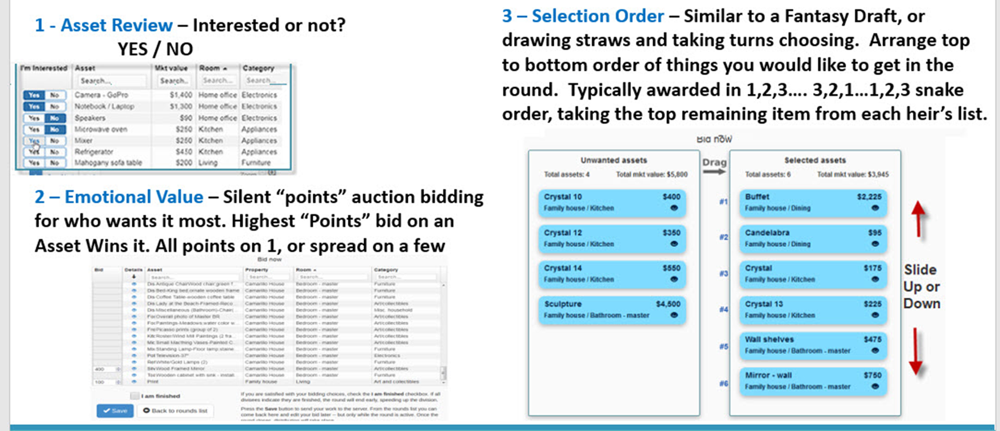 1 - Asset Review – Interested or not?
YES / NO
I'm Interested Asset Mkt value Room Category
Search... Search... Search... Search...
Yes No Camera - GoPro $1,400 Home office Electronics
Yes No Notebook / Laptop $1,300 Home office Electronics
Yes No Speakers $90 Home office Electronics
Yes No Microwave oven $250 Kitchen Appliances
Yes No Mixer $250 Kitchen Appliances
Yes No Refrigerator $450 Kitchen Appliances
Yes No Mahogany sofa table $200 Living Furniture
2 – Emotional Value – Silent “points” auction bidding
for who wants it most. Highest “Points” bid on an
Asset Wins it. All points on 1, or spread on a few
Bid now
Bid Details Asset Property Room Category
Search... Search... Search... Search...
Dis Antique Chair Wood chair;green f... Camarillo House Bedroom - master Furniture
Dis Bed-King bed,ornate wooden frame Camarillo House Bedroom - master Furniture
Dis Coffee Table-wooden coffee table Camarillo House Bedroom - master Furniture
Dis Lady at the Beach-Framed-Reco... Camarillo House Bedroom - master Art/collectibles
Dis Miscellaneous (Bathroom)-Chair(... Camarillo House Bedroom - master Misc. household
For Overall photo of Master BR Camarillo House Bedroom - master Art/collectibles
For Paintings-Meadows;water color w... Camarillo House Bedroom - master Art/collectibles
Fre Picasso prints (group of 2) Camarillo House Bedroom - master Art/collectibles
Kit Roster/Wind Mill Paintings (2 fra... Camarillo House Bedroom - master Art/collectibles
Mic Small Macthing Vases-Painted C... Camarillo House Bedroom - master Art/collectibles
Mix Standing Lamp-Floor lamp;staine... Camarillo House Bedroom - master Furniture
Pot Television-37" Camarillo House Bedroom - master Electronics
Ref White/Gold Lamps (2) Camarillo House Bedroom - master Furniture
400 Silv Wood Framed Mirror Camarillo House Bedroom - master Art/collectibles
Toa Wooden cabinet with sink - install... Camarillo House Bedroom - master Furniture
100 Print Family house Living Art and collectibles
I am finished
If you are satisfied with your bidding choices, check the I am finished checkbox. If all
divisees indicate they are finished, the round will end early, speeding up the division.
Save Back to rounds list
Press the Save button to send your work to the server. From the rounds list you can
come back here and edit your bid later – but only while the round is active. Once the
3 – Selection Order – Similar to a Fantasy Draft, or
drawing straws and taking turns choosing. Arrange top
to bottom order of things you would like to get in the
round. Typically awarded in 1,2,3.... 3,2,1...1,2,3 snake
order, taking the top remaining item from each heir’s list.
Bid now
Unwanted assets
Total assets: 4 Total mkt value: $5,800
Crystal 10 $400
Family house / Kitchen
Crystal 12 $350
Family house / Kitchen
Crystal 14 $550
Family house / Kitchen
Sculpture $4,500
Family house / Bathroom - master
Drag
Selected assets
Total assets: 6 Total mkt value: $3,945
#1 Buffet $2,225
Family house / Dining
#2 Candelabra $95
Family house / Dining
#3 Crystal $175
Family house / Kitchen
#4 Crystal 13 $225
Family house / Kitchen
#5 Wall shelves $475
Family house / Bathroom - master
#6 Mirror - wall $750
Family house / Bathroom - master
Slide
Up or
Down